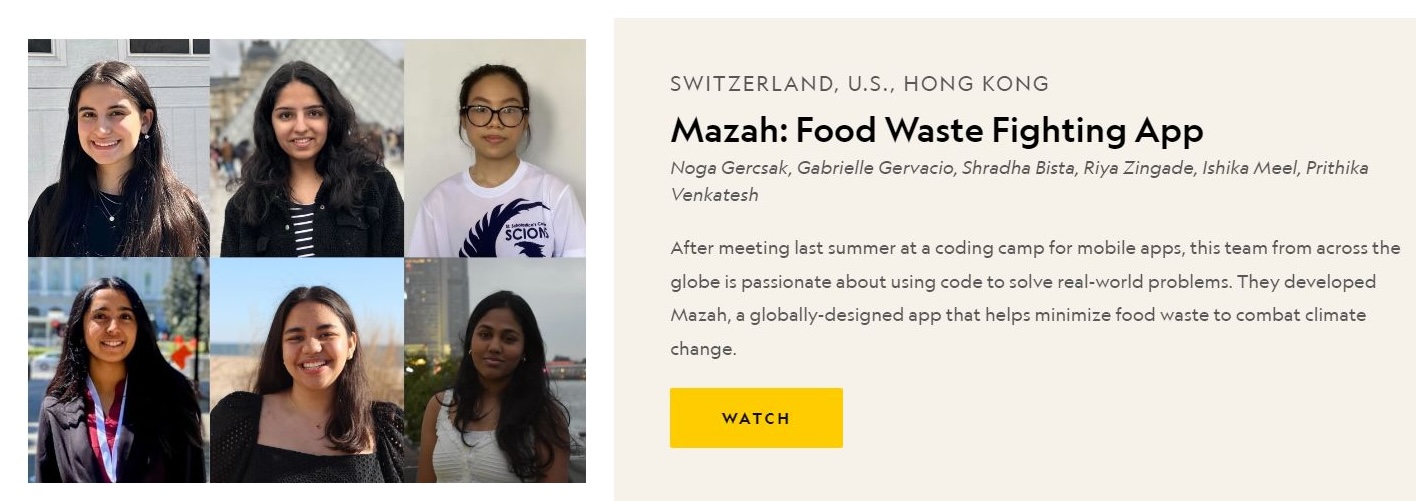 SWITZERLAND, U.S., HONG KONG
Mazah: Food Waste Fighting App
Noga Gercsak, Gabrielle Gervacio, Shradha Bista, Riya Zingade, Ishika Meel, Prithika
Venkatesh
After meeting last summer at a coding camp for mobile apps, this team from across the
globe is passionate about using code to solve real-world problems. They developed
Mazah, a globally-designed app that helps minimize food waste to combat climate
change.
WATCH
SCIONS